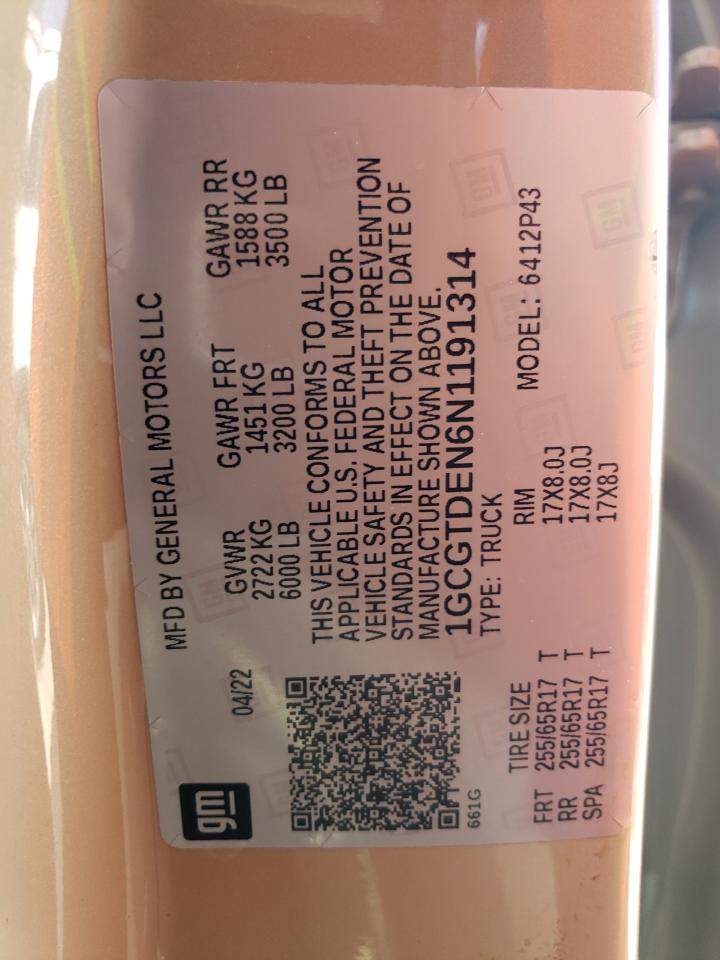 gm
MFD BY GENERAL MOTORS LLC
04/22
GVWR GAWR FRT GAWR RR
2722 KG 1451 KG 1588 KG
6000 LB 3200 LB 3500 LB
THIS VEHICLE CONFORMS TO ALL
APPLICABLE U.S. FEDERAL MOTOR
VEHICLE SAFETY AND THEFT PREVENTION
STANDARDS IN EFFECT ON THE DATE OF
MANUFACTURE SHOWN ABOVE.
1GCGTDEN6N1191314
661G
TYPE: TRUCK
MODEL: 6412P43
TIRE SIZE RIM
FRT 255/65R17 T 17X8.0J
RR 255/65R17 T 17X8.0J
SPA 255/65R17 T 17X8J